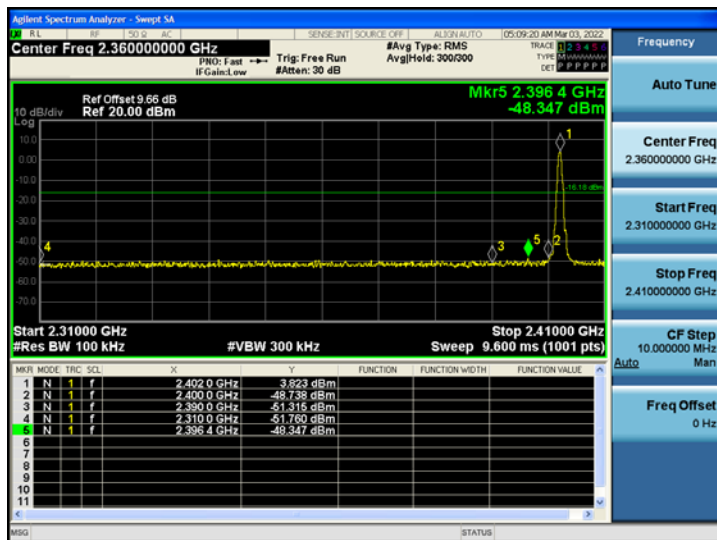 Agilent Spectrum Analyzer - Swept SA
RL RF 50 Ω AC SENSE:INT SOURCE OFF ALIGN AUTO 05:09:20 AM Mar 03, 2022
Center Freq 2.360000000 GHz
PNO: Fast
IFGain:Low
Trig: Free Run
#Atten: 30 dB
#Avg Type: RMS
Avg|Hold: 300/300
TRACE 1 2 3 4 5 6
TYPE M
DET P P P P P P
Mkr5 2.396 4 GHz
-48.347 dBm
Ref Offset 9.66 dB
Ref 20.00 dBm
10 dB/div
Log
10.0
0.00
-10.0
-20.0
-30.0
-40.0
-50.0
-60.0
-70.0
-16.18 dBm
1
4
3
5
2
Start 2.31000 GHz
Stop 2.41000 GHz
#Res BW 100 kHz
#VBW 300 kHz
Sweep 9.600 ms (1001 pts)
MKR MODE TRC SCL X Y FUNCTION FUNCTION WIDTH FUNCTION VALUE
1 N 1 f 2.402 0 GHz 3.823 dBm
2 N 1 f 2.400 0 GHz -48.738 dBm
3 N 1 f 2.390 0 GHz -51.315 dBm
4 N 1 f 2.310 0 GHz -51.760 dBm
5 N 1 f 2.396 4 GHz -48.347 dBm
6
7
8
9
10
11
MSG
STATUS
Frequency
Auto Tune
Center Freq
2.360000000 GHz
Start Freq
2.310000000 GHz
Stop Freq
2.410000000 GHz
CF Step
10.000000 MHz
Auto Man
Freq Offset
0 Hz